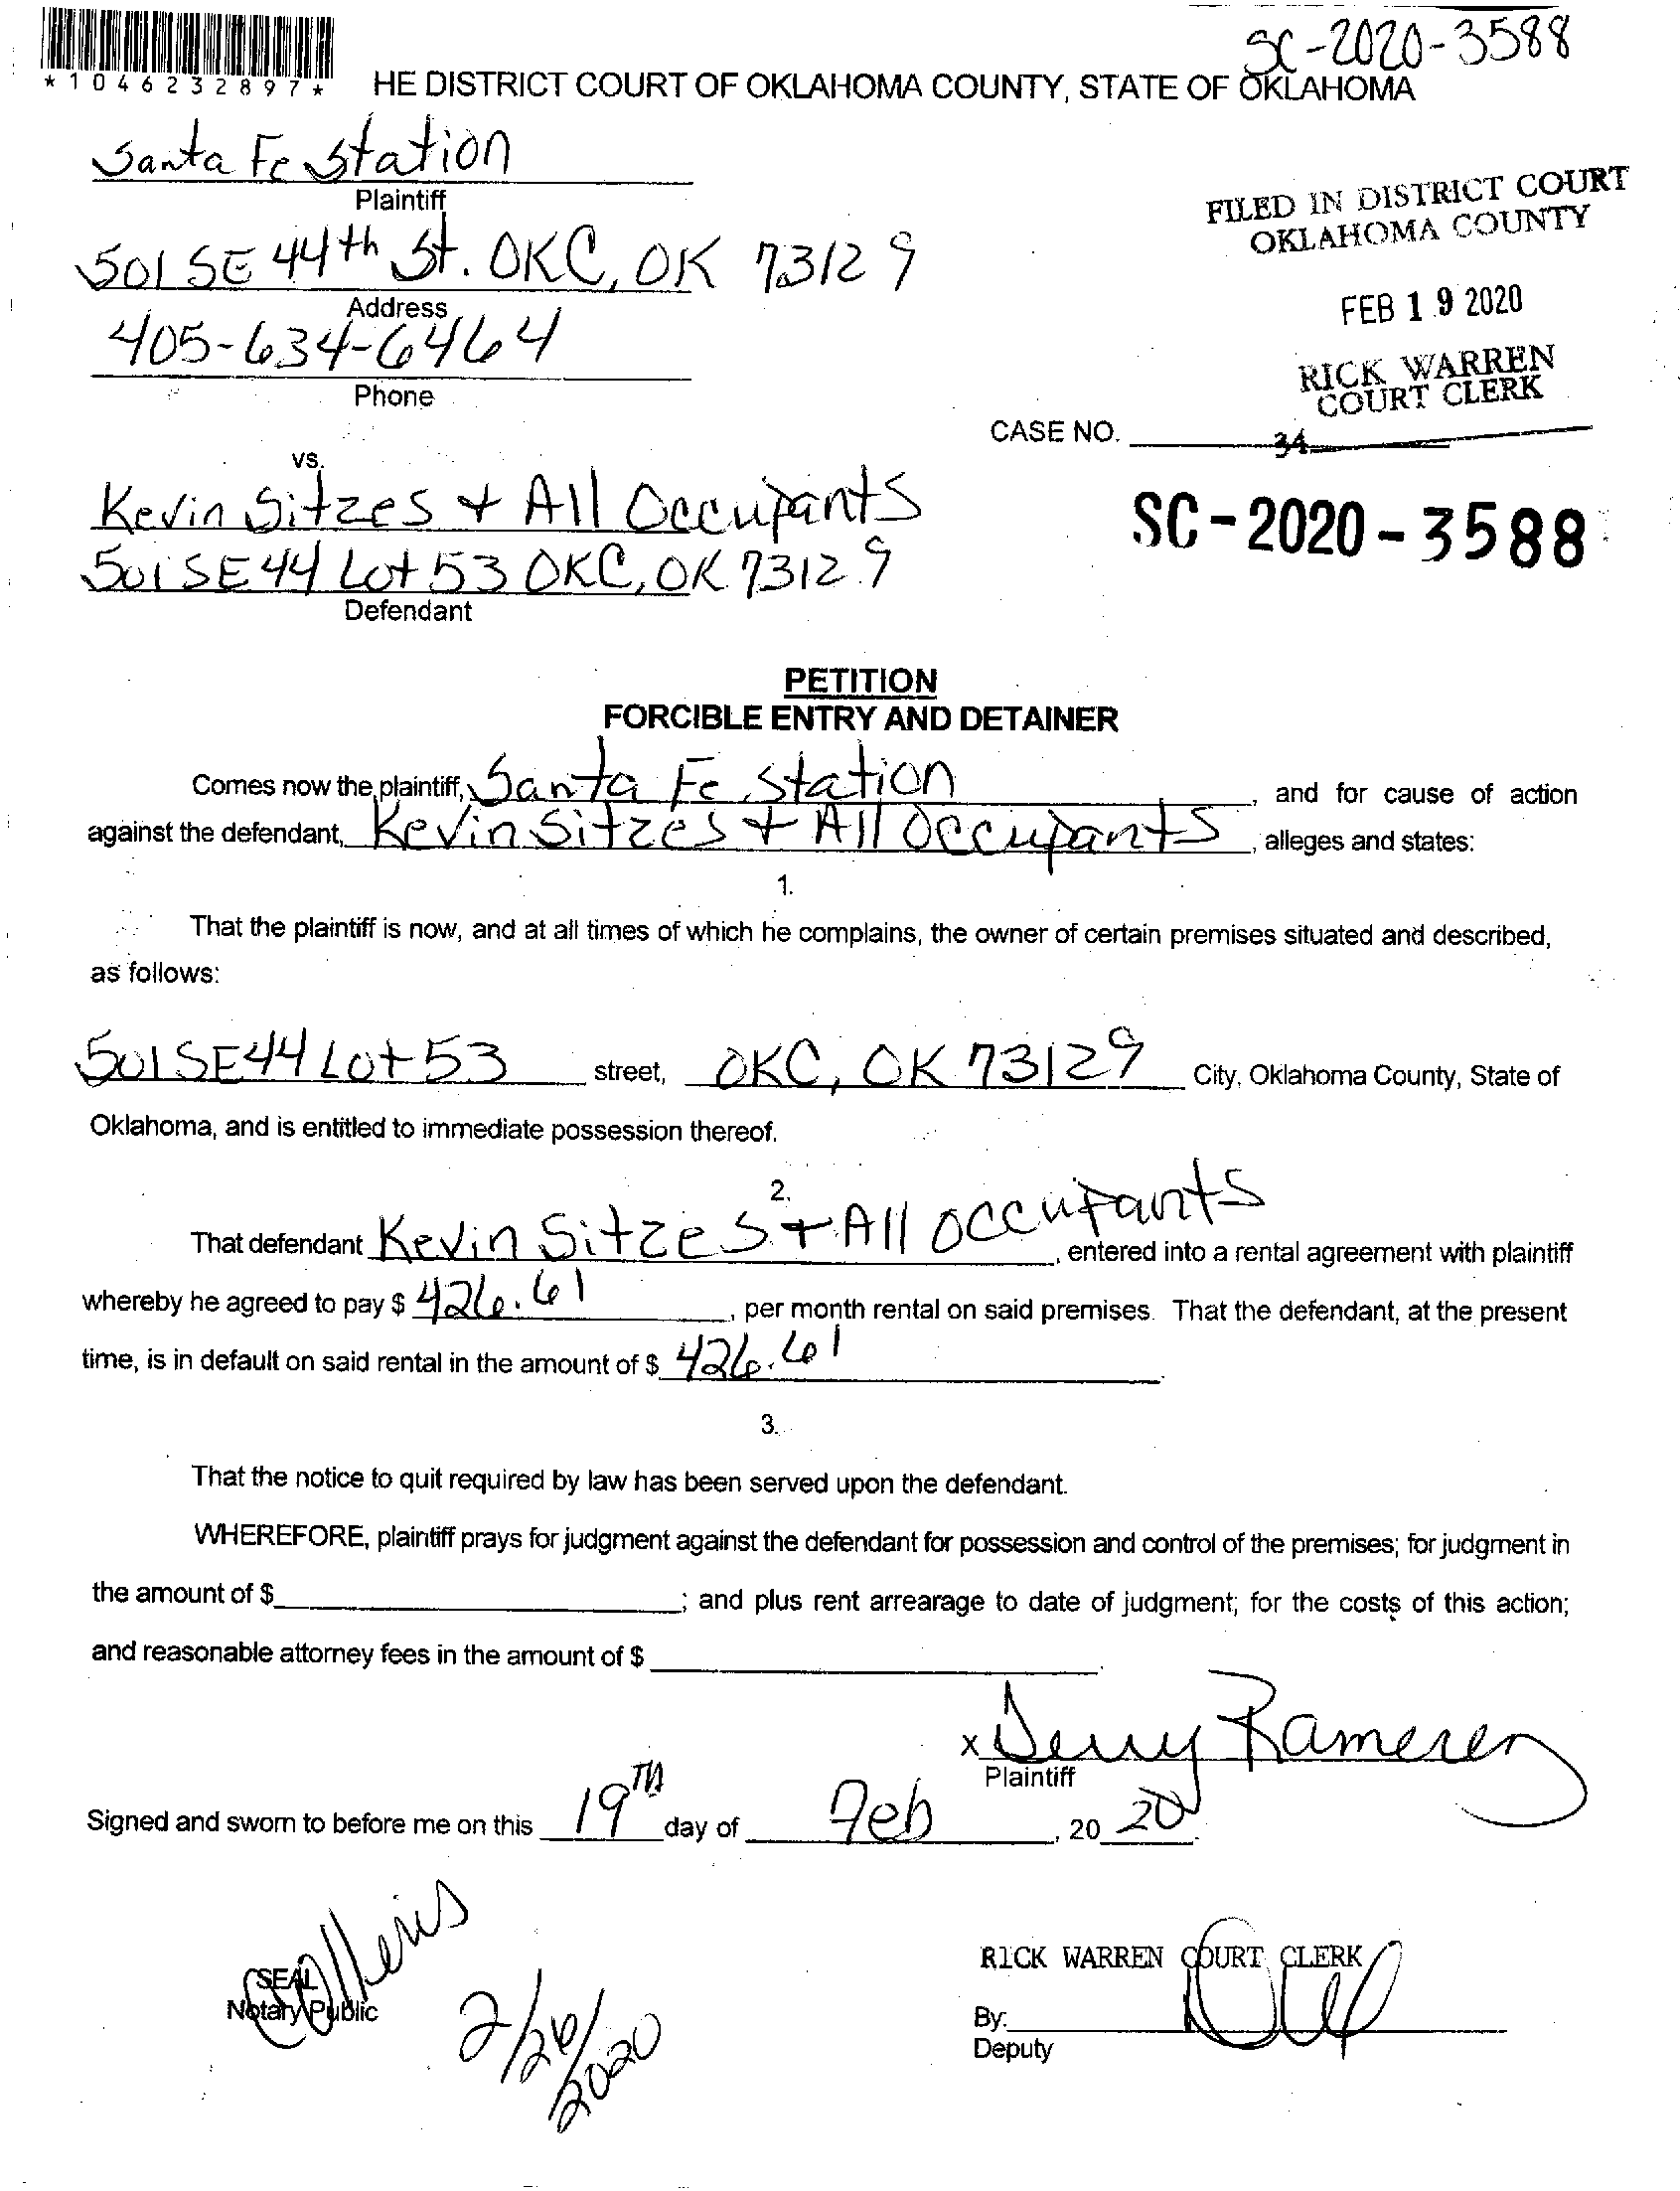 SC-2020-3588
*1046232897*
HE DISTRICT COURT OF OKLAHOMA COUNTY, STATE OF OKLAHOMA
Santa Fe Station
Plaintiff
FILED IN DISTRICT COURT
OKLAHOMA COUNTY
501 SE 44th St. OKC, OK 73129
Address
FEB 19 2020
405-634-6464
Phone
RICK WARREN
COURT CLERK
CASE NO.
34
vs.
Kevin Sitzes + All Occupants
SC-2020-3588
501 SE 44 Lot 53 OKC, OK 73129
Defendant
PETITION
FORCIBLE ENTRY AND DETAINER
Comes now the plaintiff, Santa Fe Station, and for cause of action
against the defendant, Kevin Sitzes + All Occupants, alleges and states:
1.
That the plaintiff is now, and at all times of which he complains, the owner of certain premises situated and described,
as follows:
501 SE 44 Lot 53 street, OKC, OK 73129 City, Oklahoma County, State of
Oklahoma, and is entitled to immediate possession thereof.
2.
That defendant Kevin Sitzes + All occupants, entered into a rental agreement with plaintiff
whereby he agreed to pay $ 426.61, per month rental on said premises. That the defendant, at the present
time, is in default on said rental in the amount of $ 426.61.
3.
That the notice to quit required by law has been served upon the defendant.
WHEREFORE, plaintiff prays for judgment against the defendant for possession and control of the premises; for judgment in
the amount of $ ; and plus rent arrearage to date of judgment; for the costs of this action;
and reasonable attorney fees in the amount of $ .
x
Plaintiff
Signed and sworn to before me on this 19TH day of Feb, 20 20.
Collens
SEAL
Notary Public
2/26/2020
RICK WARREN COURT CLERK
By:
Deputy